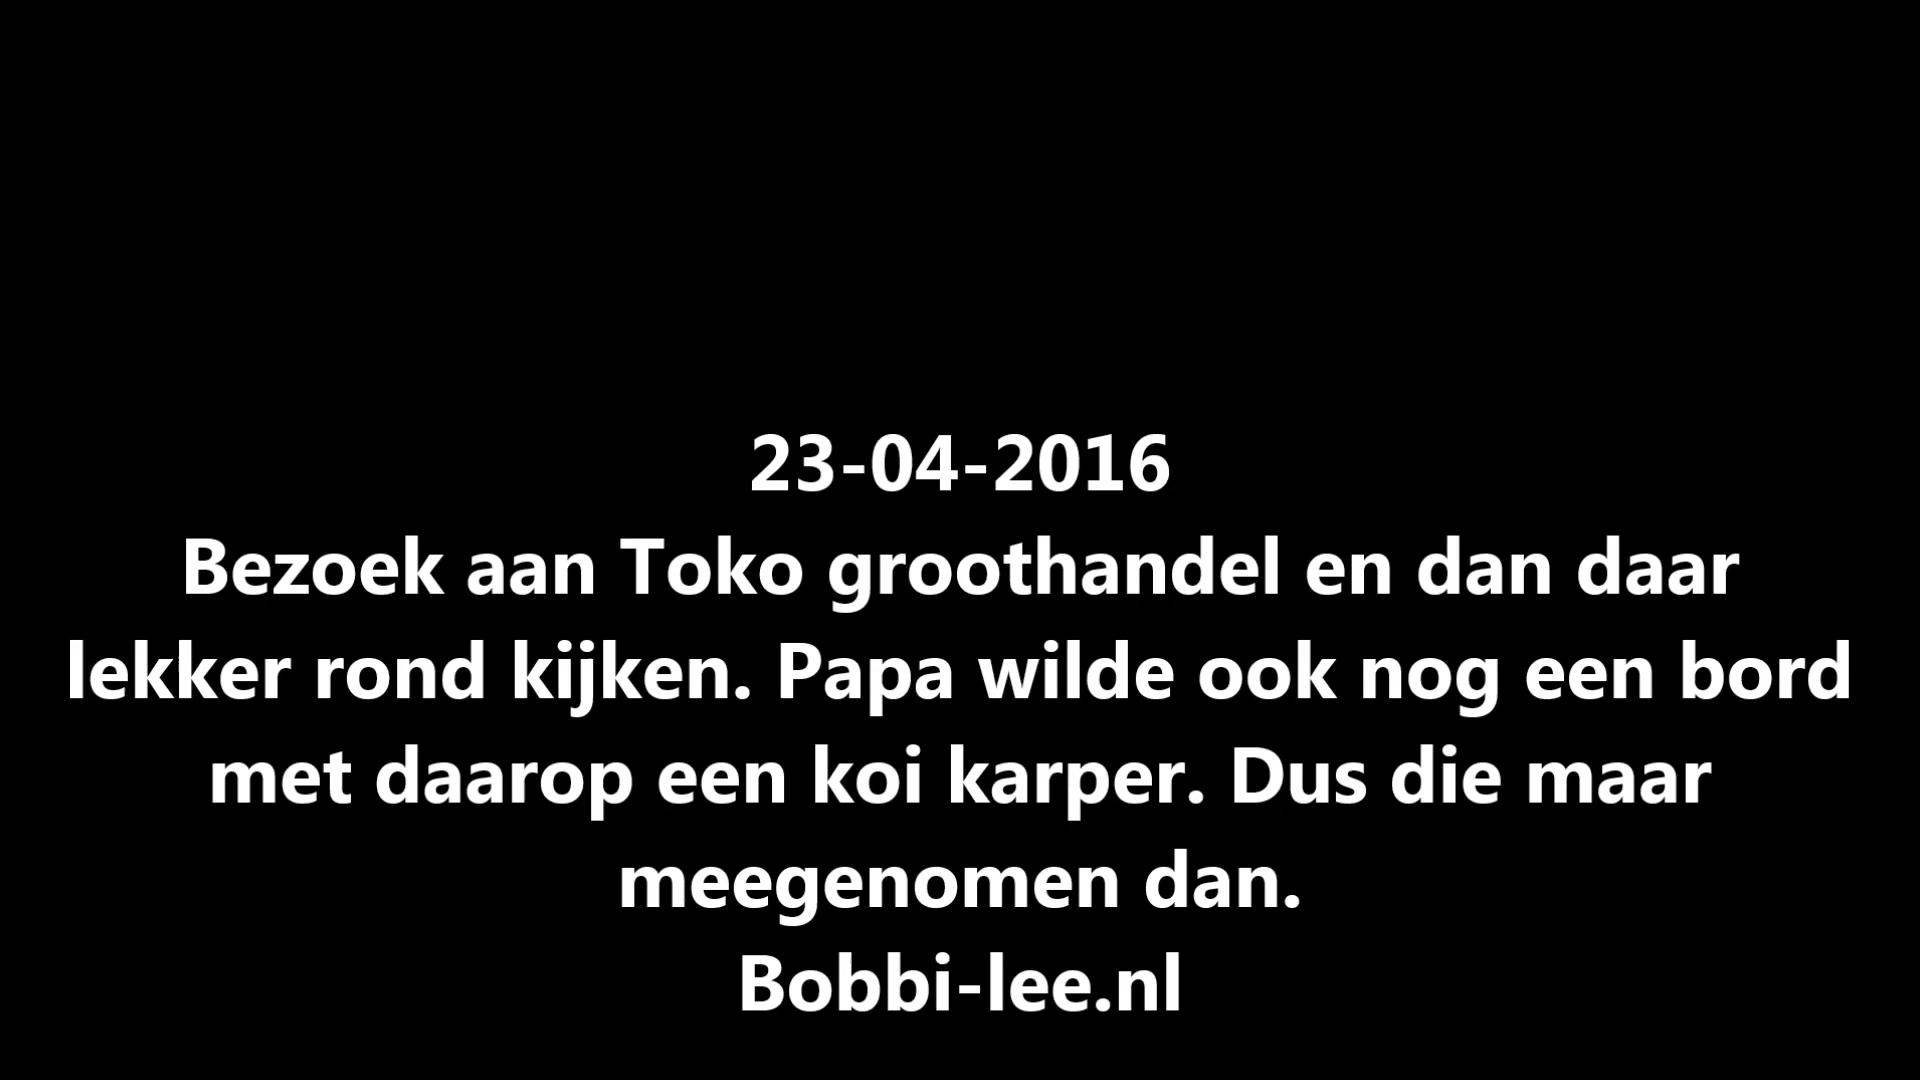 23-04-2016
Bezoek aan Toko groothandel en dan daar
lekker rond kijken. Papa wilde ook nog een bord
met daarop een koi karper. Dus die maar
meegenomen dan.
Bobbi-lee.nl